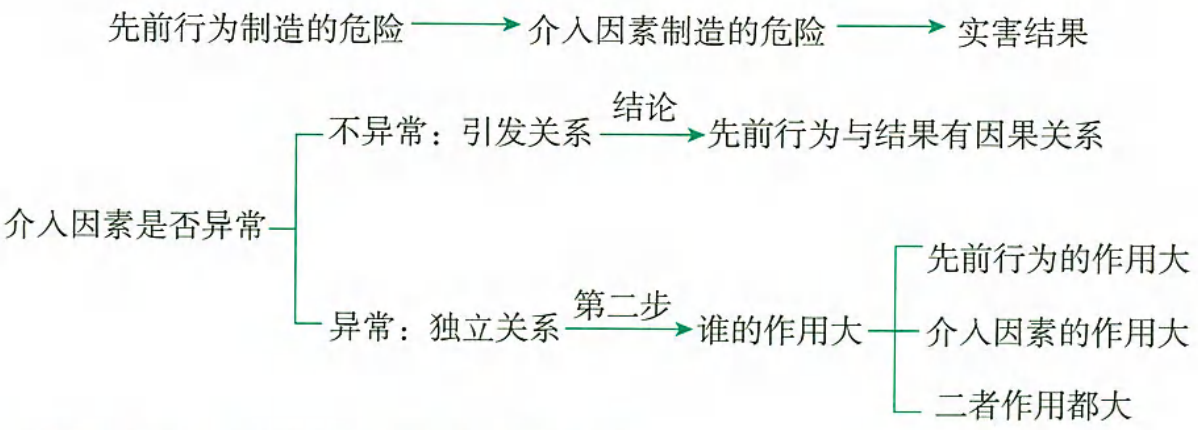 先前行为制造的危险 介入因素制造的危险 实害结果
结论
不异常：引发关系 先前行为与结果有因果关系
介入因素是否异常
先前行为的作用大
第二步
异常：独立关系 谁的作用大 介入因素的作用大
二者作用都大